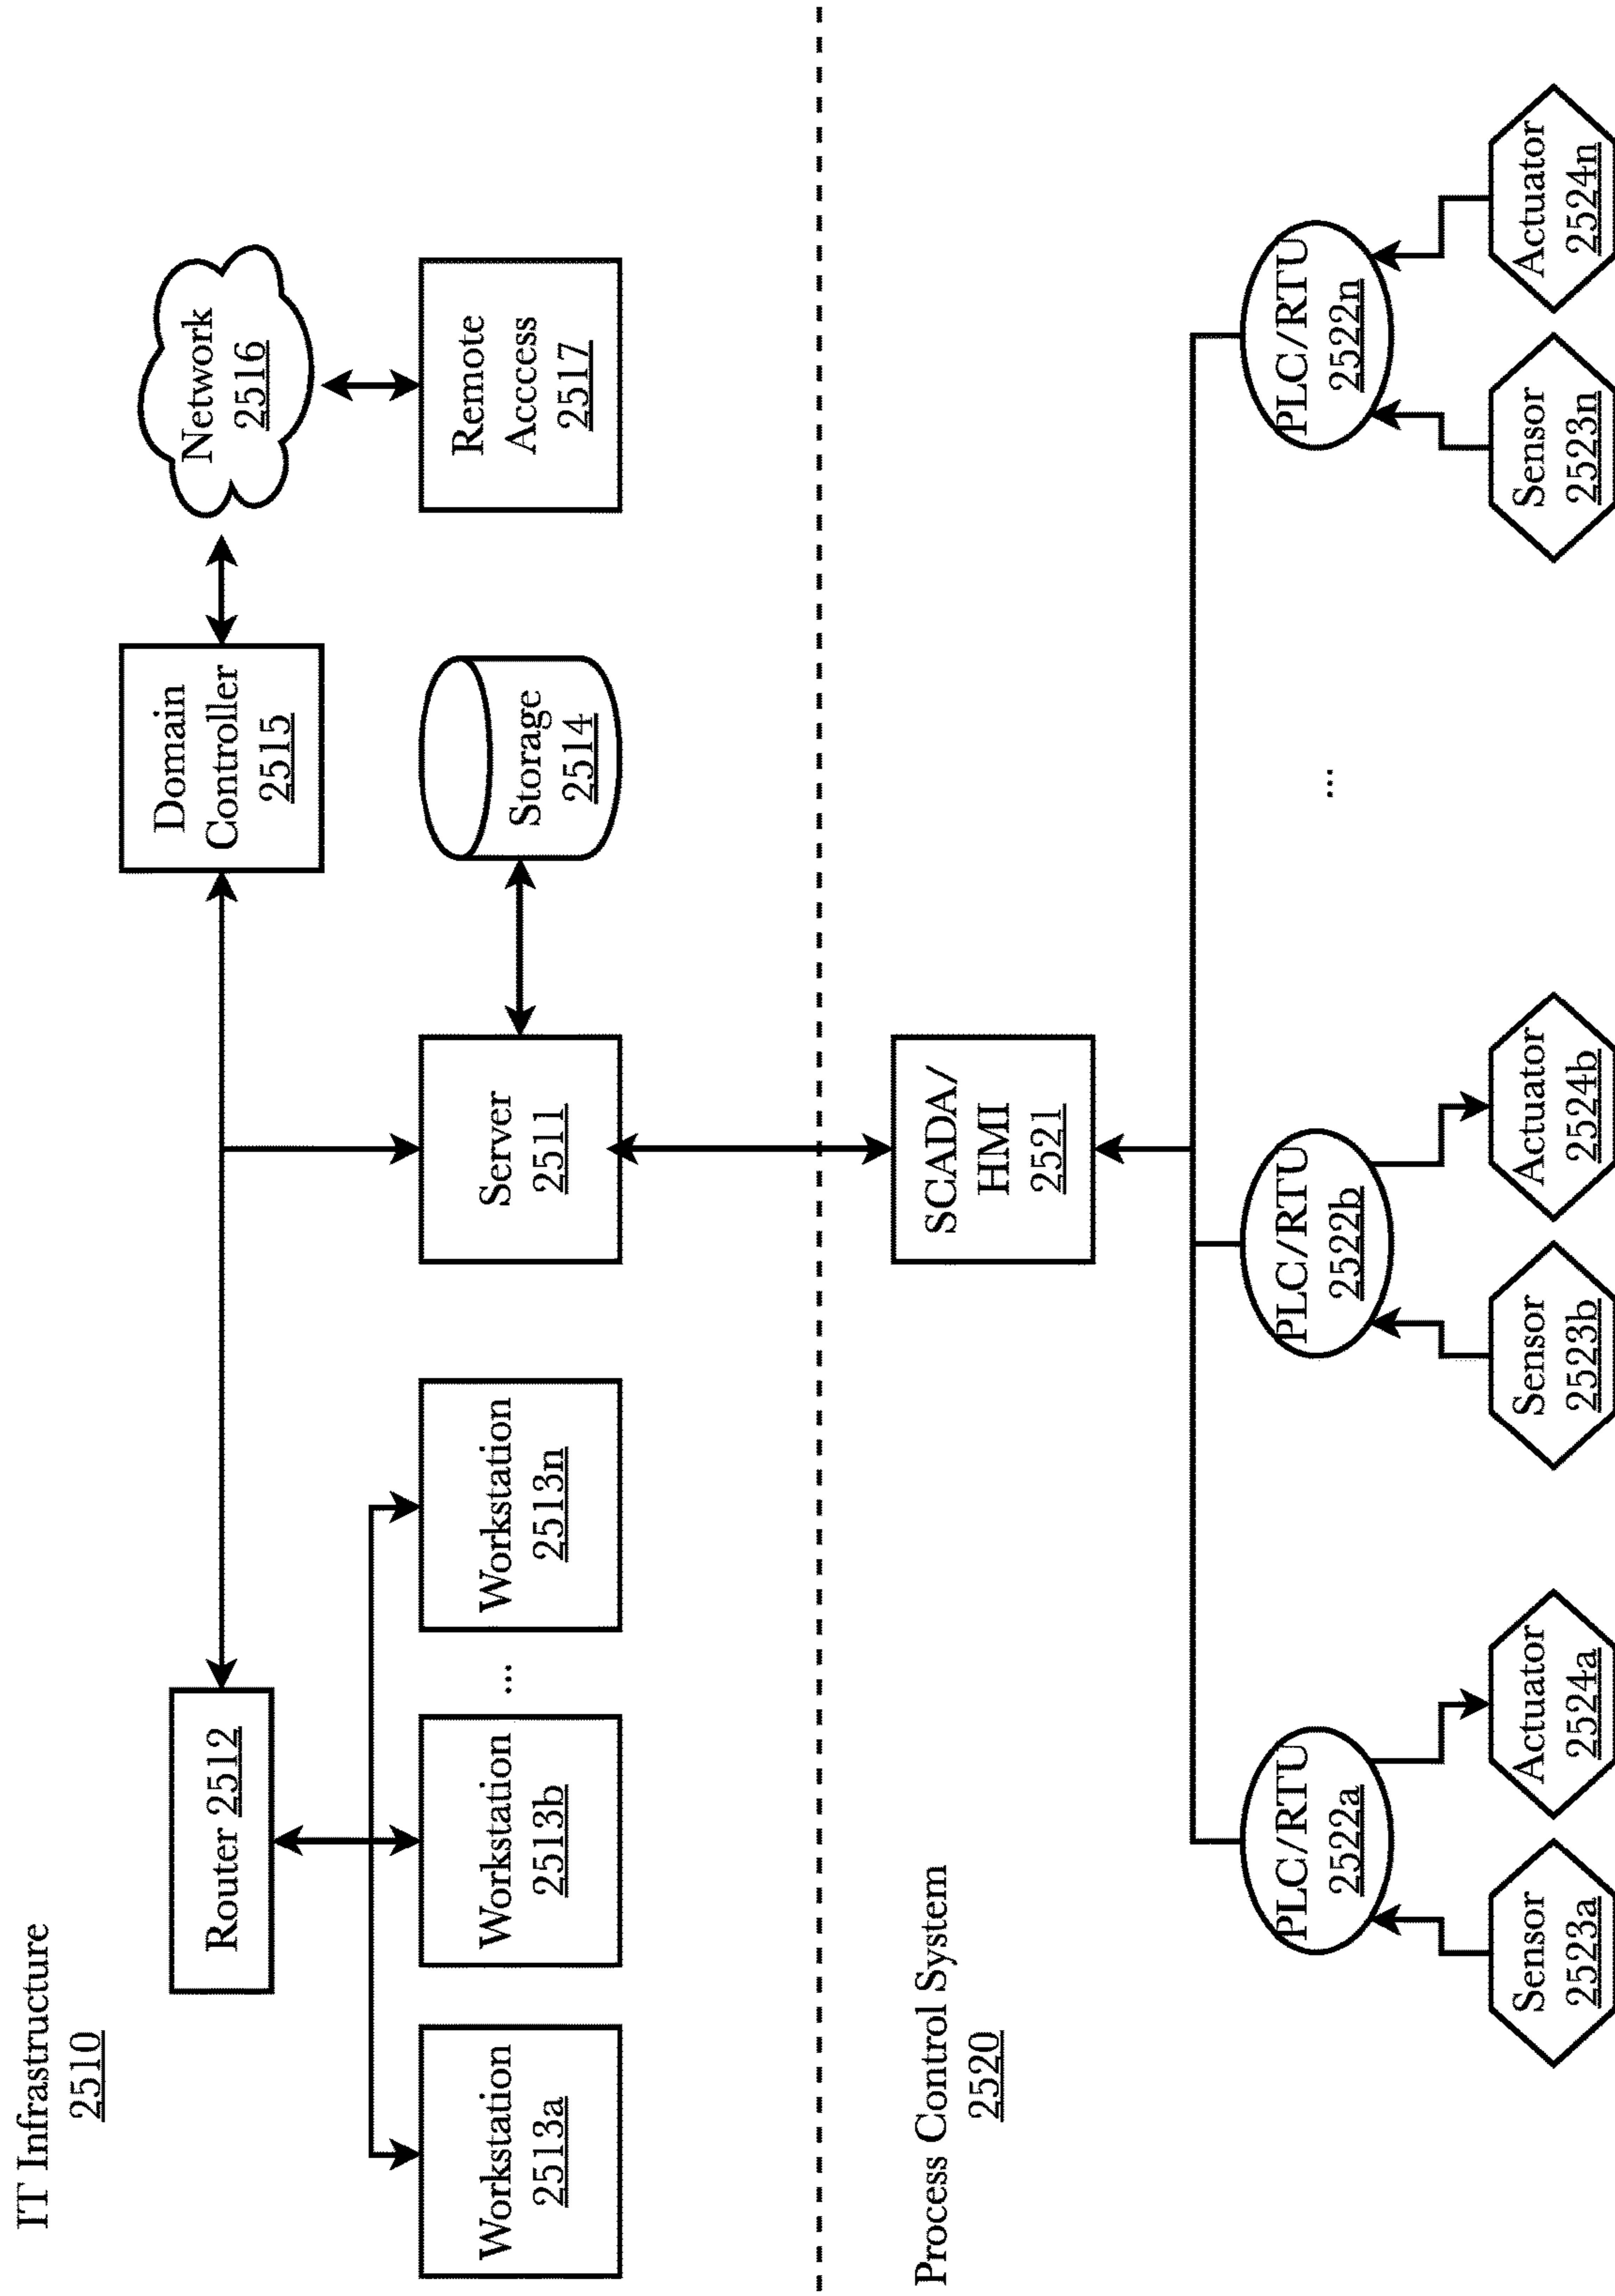 IT Infrastructure
2510
Router 2512
Domain
Controller
2515
Network
2516
Workstation
2513a
Workstation
2513b
...
Workstation
2513n
Server
2511
Storage
2514
Remote
Acccess
2517
Process Control System
2520
SCADA/
HMI
2521
PLC/RTU
2522a
PLC/RTU
2522b
...
PLC/RTU
2522n
Sensor
2523a
Actuator
2524a
Sensor
2523b
Actuator
2524b
Sensor
2523n
Actuator
2524n